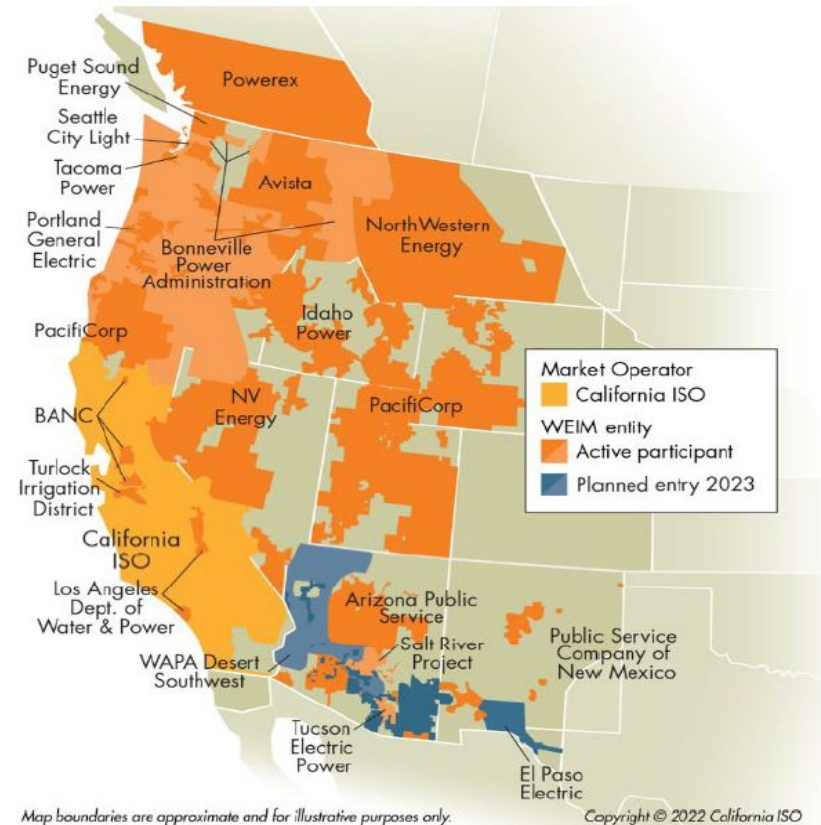 Puget Sound
Energy
Powerex
Seattle
City Light
Tacoma
Power
Avista
Portland
General
Electric
NorthWestern
Energy
Bonneville
Power
Administration
Idaho
Power
PacifiCorp
BANC
NV
Energy
PacifiCorp
Turlock
Irrigation
District
California
ISO
Los Angeles
Dept. of
Water & Power
Arizona Public
Service
Salt River
Project
Public Service
Company of
New Mexico
WAPA Desert
Southwest
Tucson
Electric
Power
El Paso
Electric
Market Operator
California ISO
WEIM entity
Active participant
Planned entry 2023
Map boundaries are approximate and for illustrative purposes only.
Copyright © 2022 California ISO